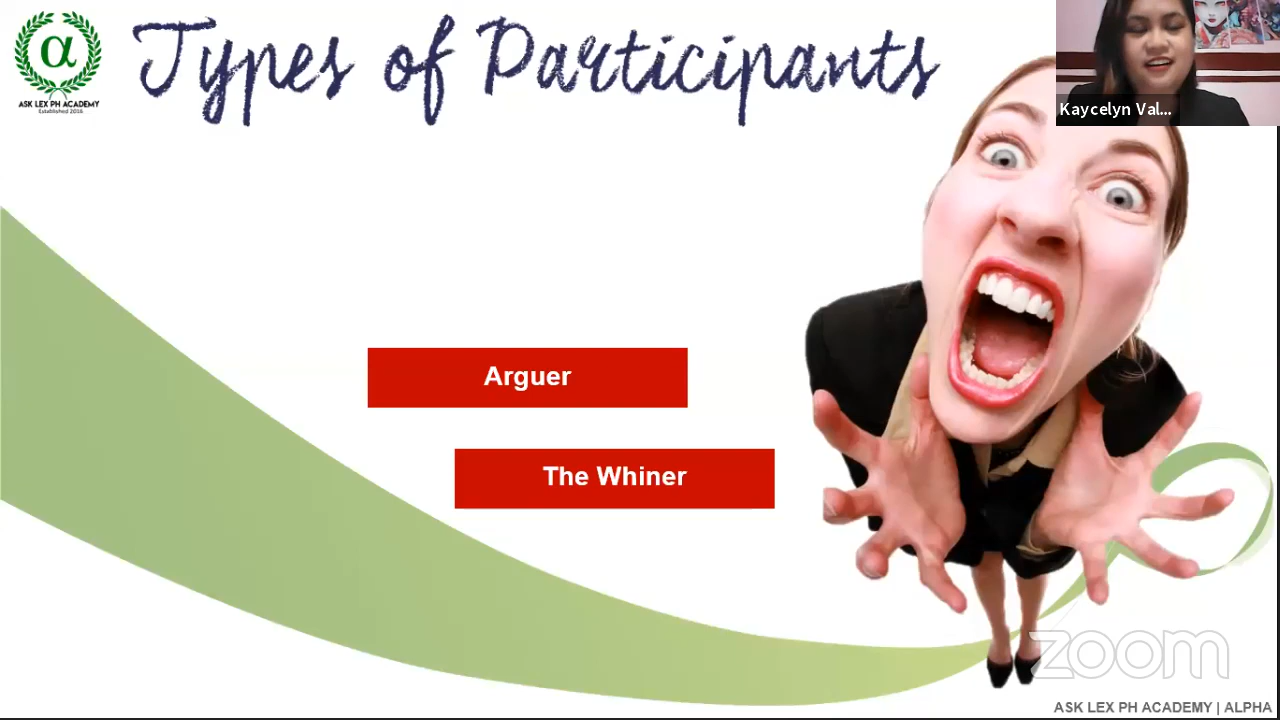 α
ASK LEX PH ACADEMY
Established 2016
Types of Participants
Kaycelyn Val...
Arguer
The Whiner
zoom
ASK LEX PH ACADEMY | ALPHA